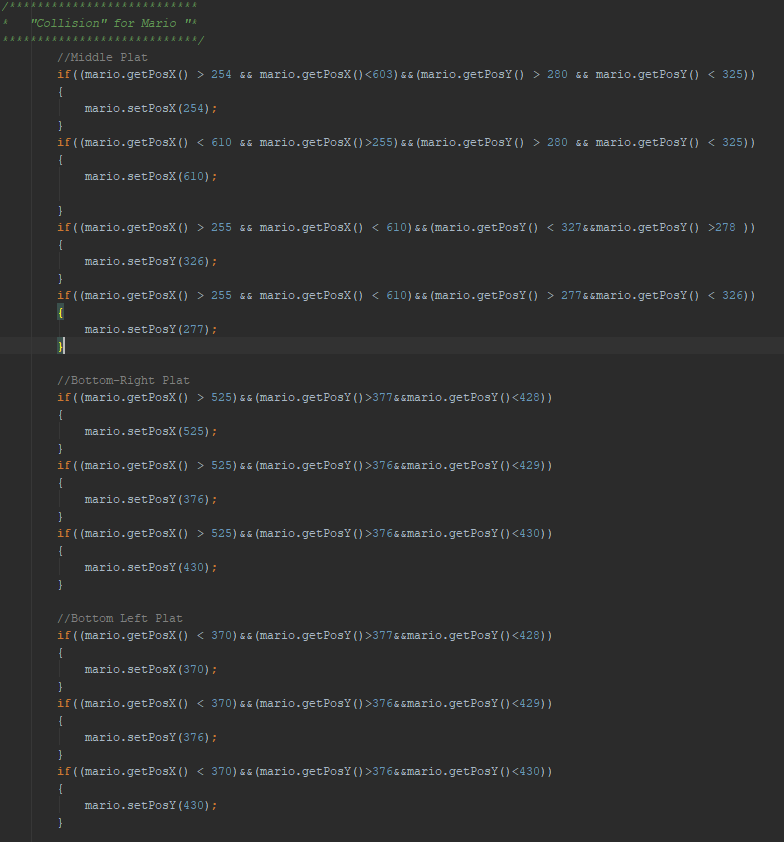 /***************************
*   "Collision" for Mario "*
****************************/
//Middle Plat
if((mario.getPosX() > 254 && mario.getPosX()<603)&&(mario.getPosY() > 280 && mario.getPosY() < 325))
{
mario.setPosX(254);
}
if((mario.getPosX() < 610 && mario.getPosX()>255)&&(mario.getPosY() > 280 && mario.getPosY() < 325))
{
mario.setPosX(610);
}
if((mario.getPosX() > 255 && mario.getPosX() < 610)&&(mario.getPosY() < 327&&mario.getPosY() >278 ))
{
mario.setPosY(326);
}
if((mario.getPosX() > 255 && mario.getPosX() < 610)&&(mario.getPosY() > 277&&mario.getPosY() < 326))
{
mario.setPosY(277);
}
//Bottom-Right Plat
if((mario.getPosX() > 525)&&(mario.getPosY()>377&&mario.getPosY()<428))
{
mario.setPosX(525);
}
if((mario.getPosX() > 525)&&(mario.getPosY()>376&&mario.getPosY()<429))
{
mario.setPosY(376);
}
if((mario.getPosX() > 525)&&(mario.getPosY()>376&&mario.getPosY()<430))
{
mario.setPosY(430);
}
//Bottom Left Plat
if((mario.getPosX() < 370)&&(mario.getPosY()>377&&mario.getPosY()<428))
{
mario.setPosX(370);
}
if((mario.getPosX() < 370)&&(mario.getPosY()>376&&mario.getPosY()<429))
{
mario.setPosY(376);
}
if((mario.getPosX() < 370)&&(mario.getPosY()>376&&mario.getPosY()<430))
{
mario.setPosY(430);
}